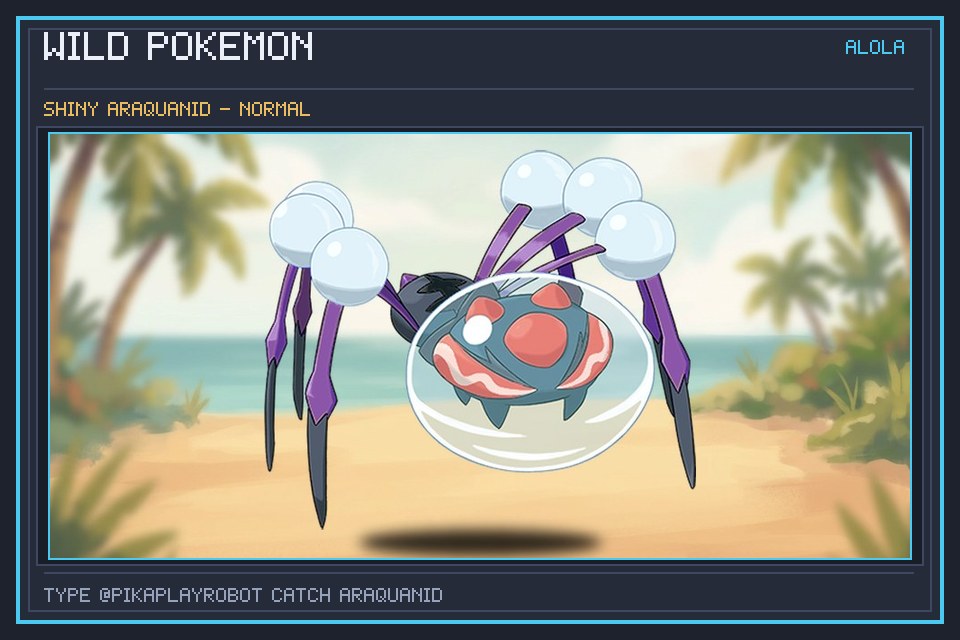 WILD POKEMON
ALOLA
SHINY ARAQUANID - NORMAL
TYPE @PIKAPLAYROBOT CATCH ARAQUANID